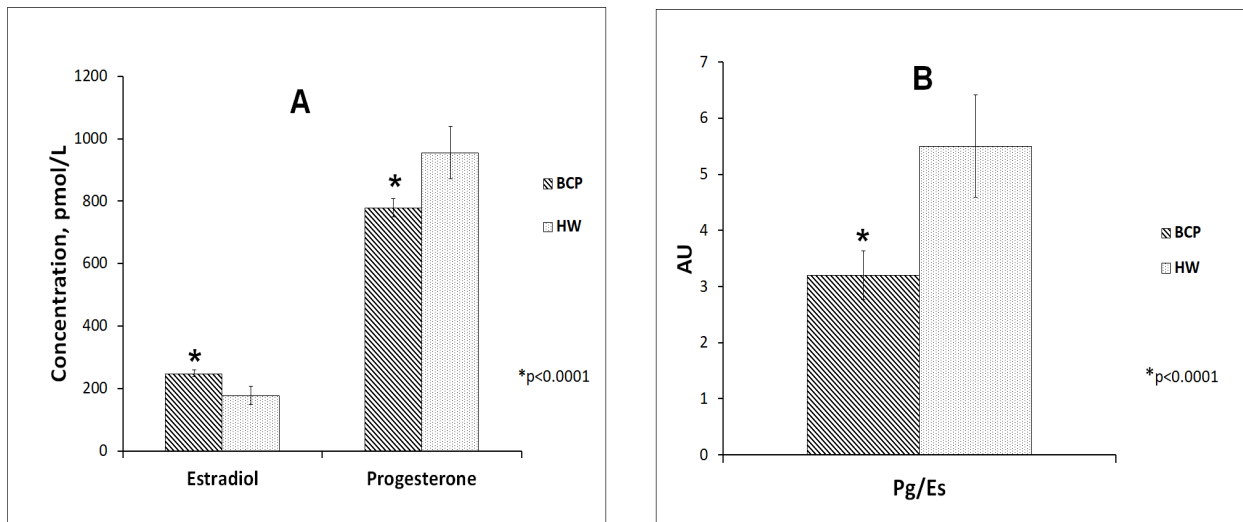 A
Concentration, pmol/L
1200
1000
800
600
400
200
0
*
*
Estradiol
Progesterone
BCP
HW
*p<0.0001
B
AU
7
6
5
4
3
2
1
0
*
Pg/Es
BCP
HW
*p<0.0001